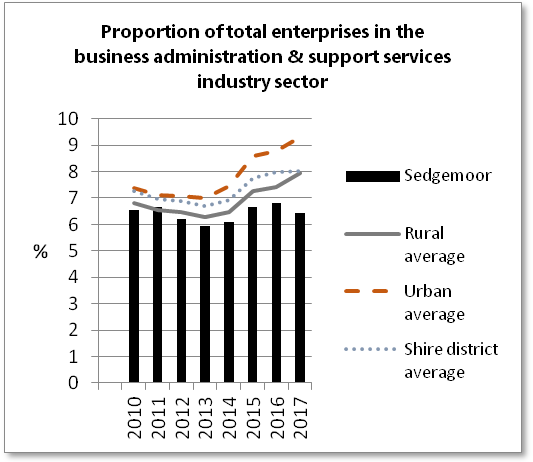 Proportion of total enterprises in the
business administration & support services
industry sector
10
9
8
7
6
5
4
3
2
1
0
%
2010
2011
2012
2013
2014
2015
2016
2017
Sedgemoor
Rural
average
Urban
average
Shire district
average